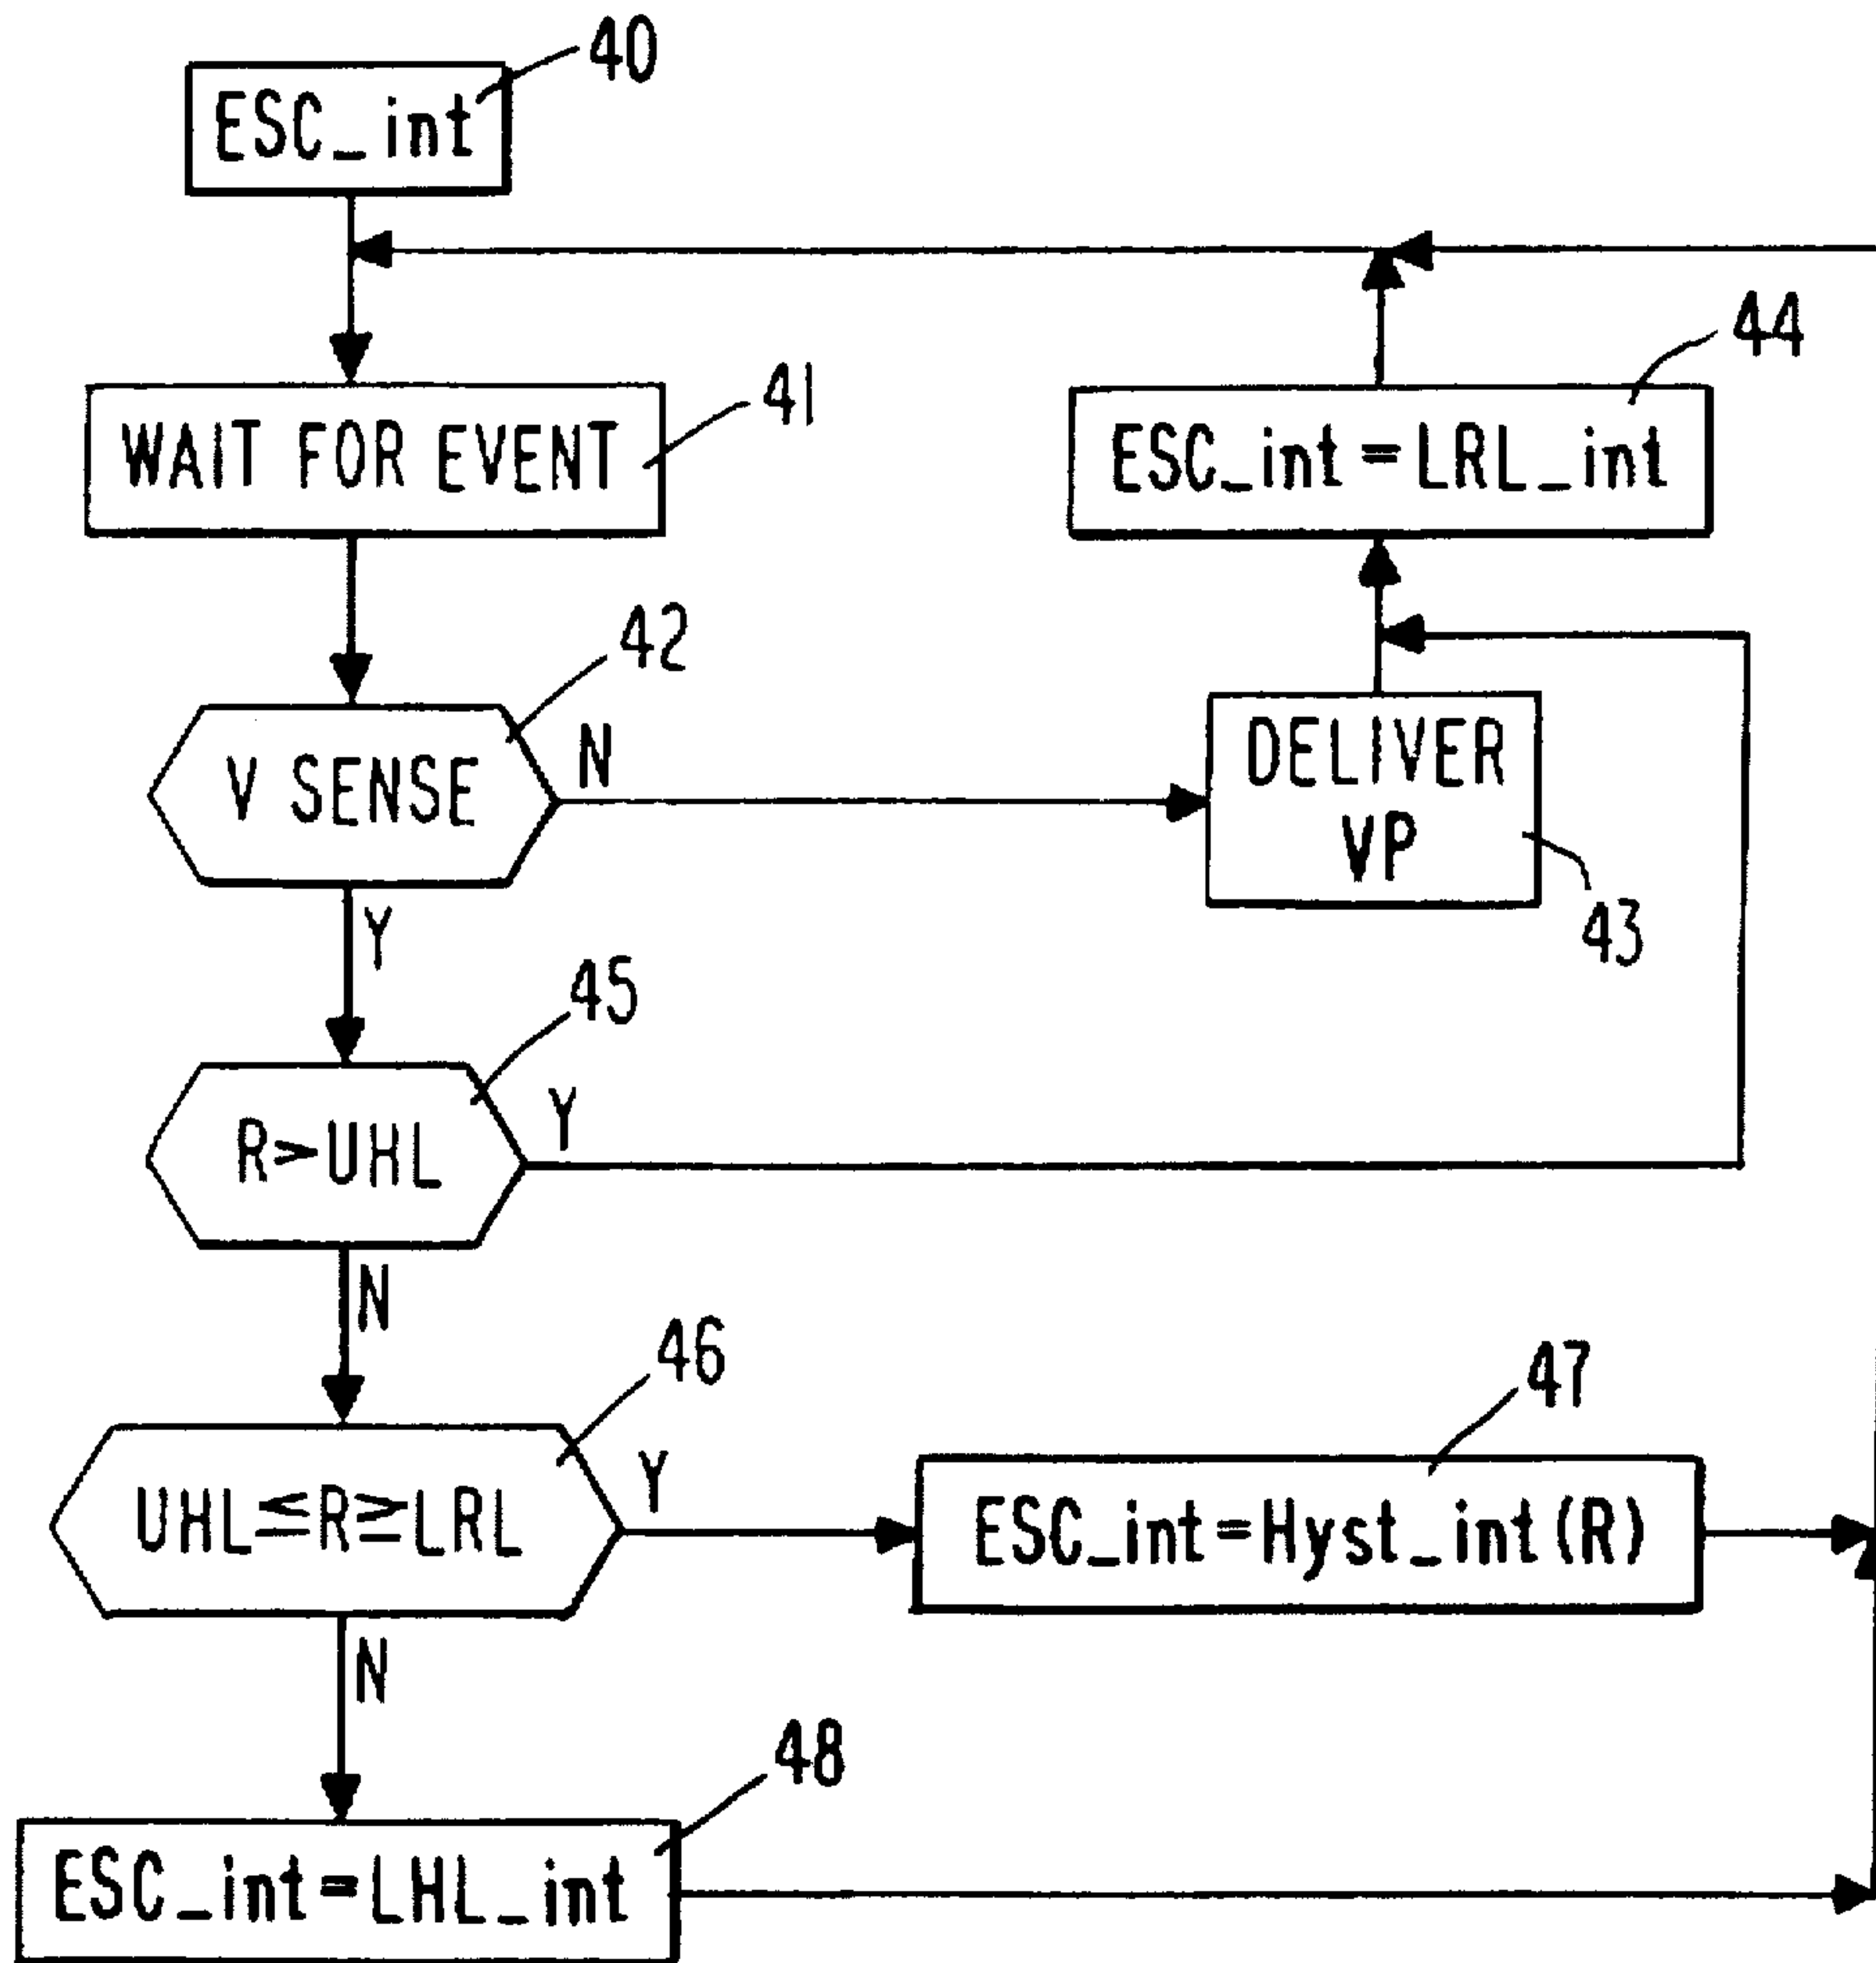 40
ESC_int
44
41
WAIT FOR EVENT
ESC_int=LRL_int
42
N
V SENSE
DELIVER
VP
43
Y
45
Y
R>UHL
N
46
47
Y
UHL≤R≥LRL
ESC_int=Hyst_int(R)
N
48
ESC_int=LHL_int